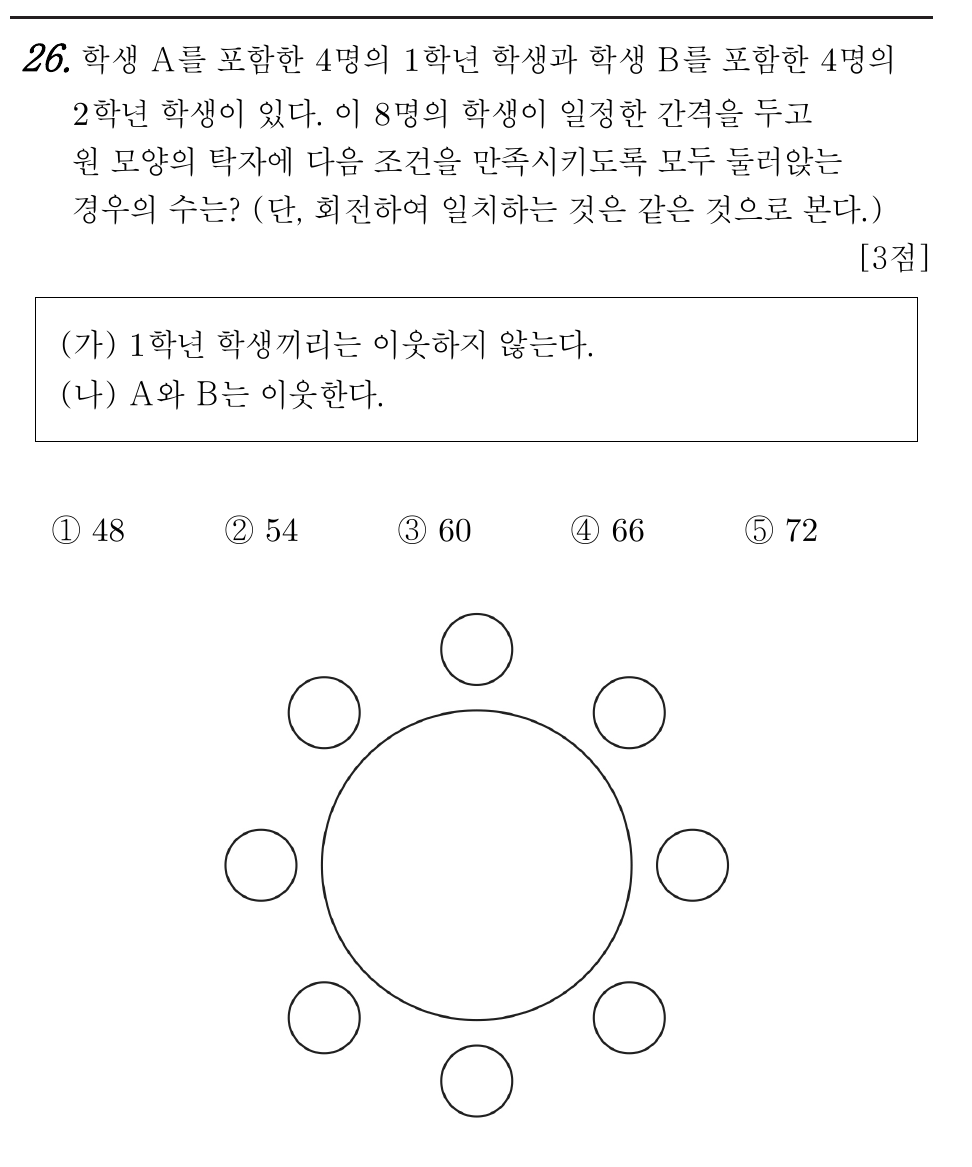 26. 학생 A를 포함한 4명의 1학년 학생과 학생 B를 포함한 4명의
2학년 학생이 있다. 이 8명의 학생이 일정한 간격을 두고
원 모양의 탁자에 다음 조건을 만족시키도록 모두 둘러앉는
경우의 수는? (단, 회전하여 일치하는 것은 같은 것으로 본다.)
[3점]
(가) 1학년 학생끼리는 이웃하지 않는다.
(나) A와 B는 이웃한다.
① 48 ② 54 ③ 60 ④ 66 ⑤ 72